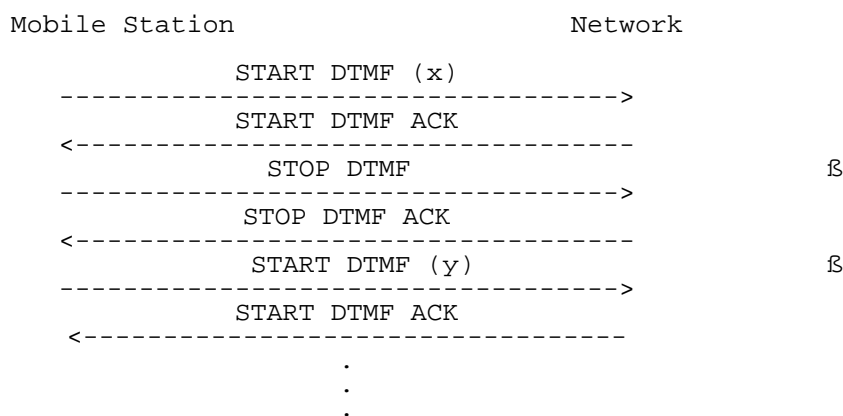 Mobile Station Network
START DTMF (x)
----------------------------------->
START DTMF ACK
<-----------------------------------
STOP DTMF ß
----------------------------------->
STOP DTMF ACK
<-----------------------------------
START DTMF (y) ß
----------------------------------->
START DTMF ACK
<----------------------------------
.
.
.